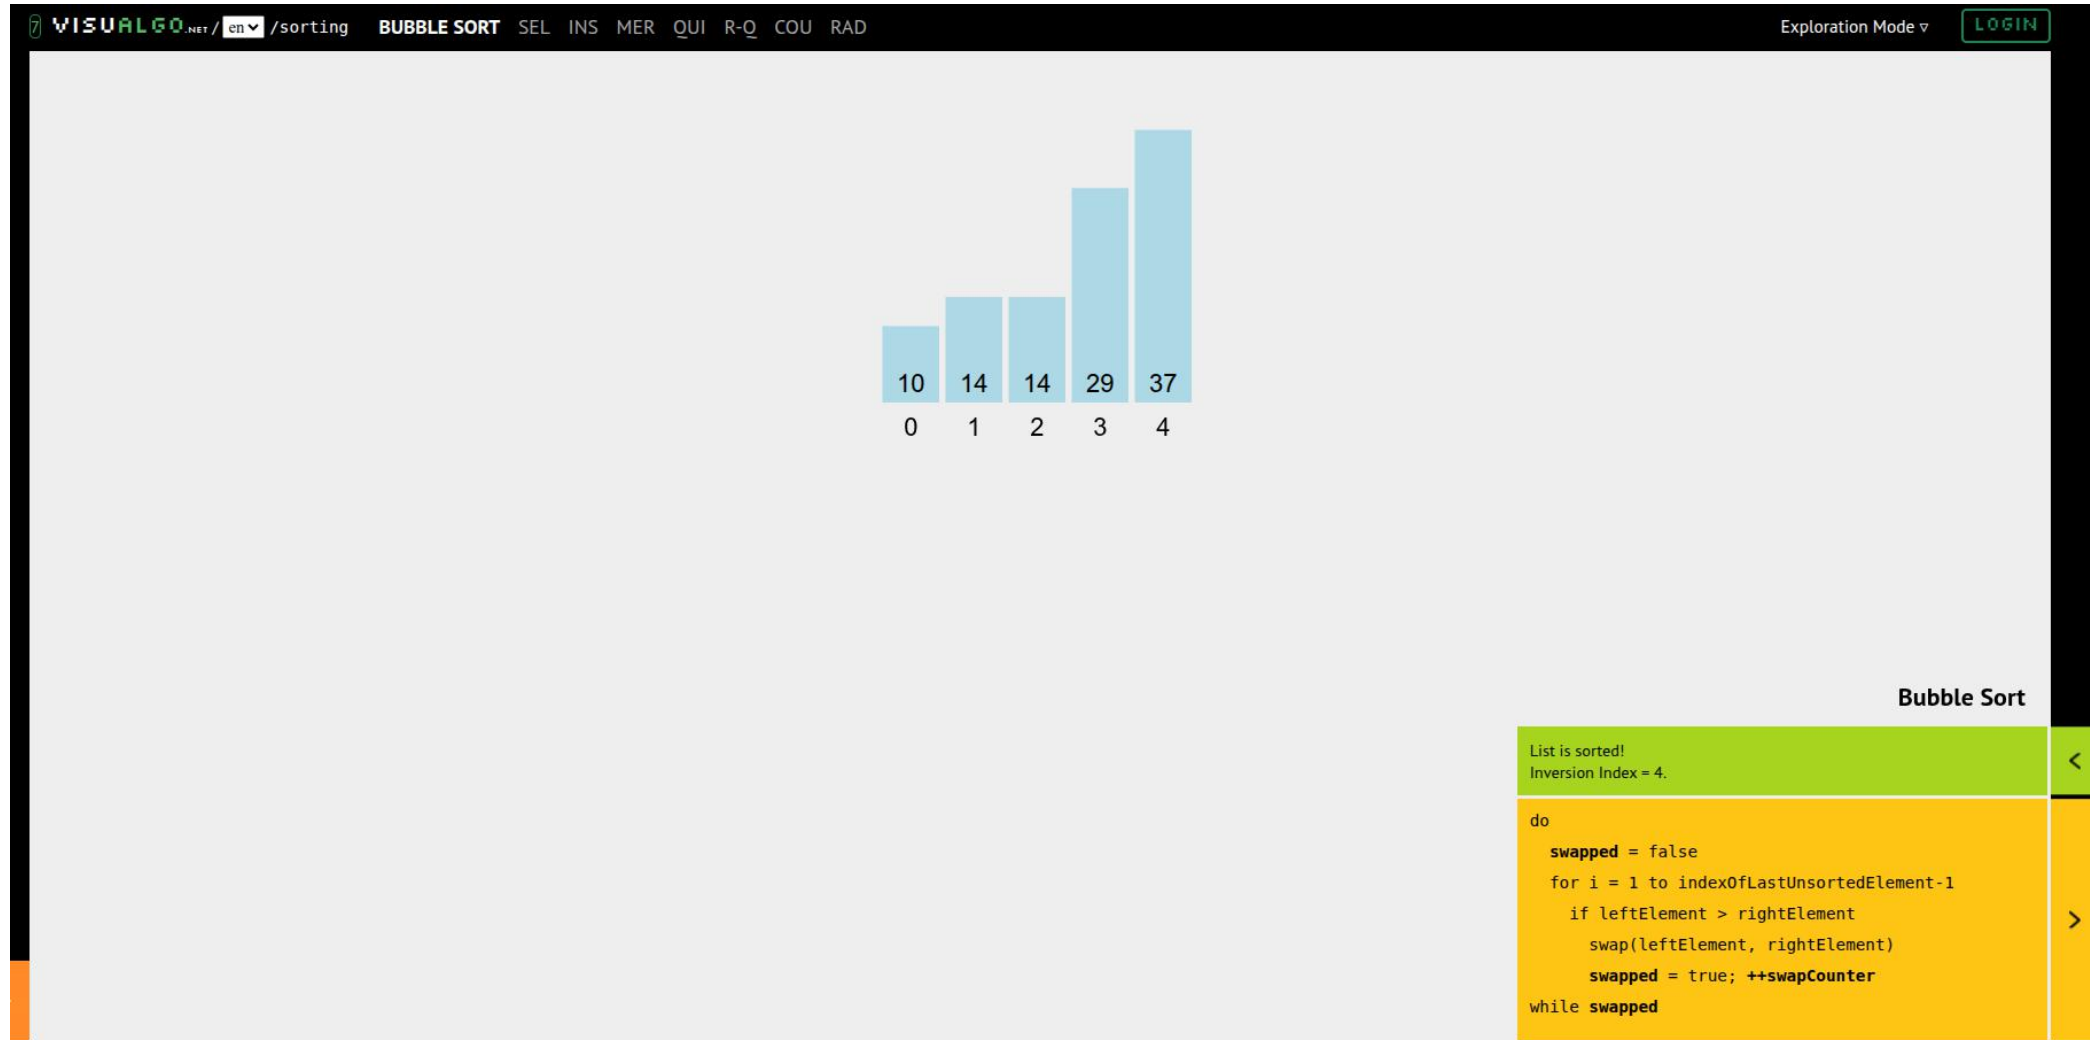 7 VISUALGO.NET/ en /sorting BUBBLE SORT SEL INS MER QUI R-Q COU RAD Exploration Mode ▿ LOGIN
10 14 14 29 37
0 1 2 3 4
Bubble Sort
List is sorted!
Inversion Index = 4.
<
do
swapped = false
for i = 1 to indexOfLastUnsortedElement-1
if leftElement > rightElement
swap(leftElement, rightElement)
swapped = true; ++swapCounter
while swapped
>